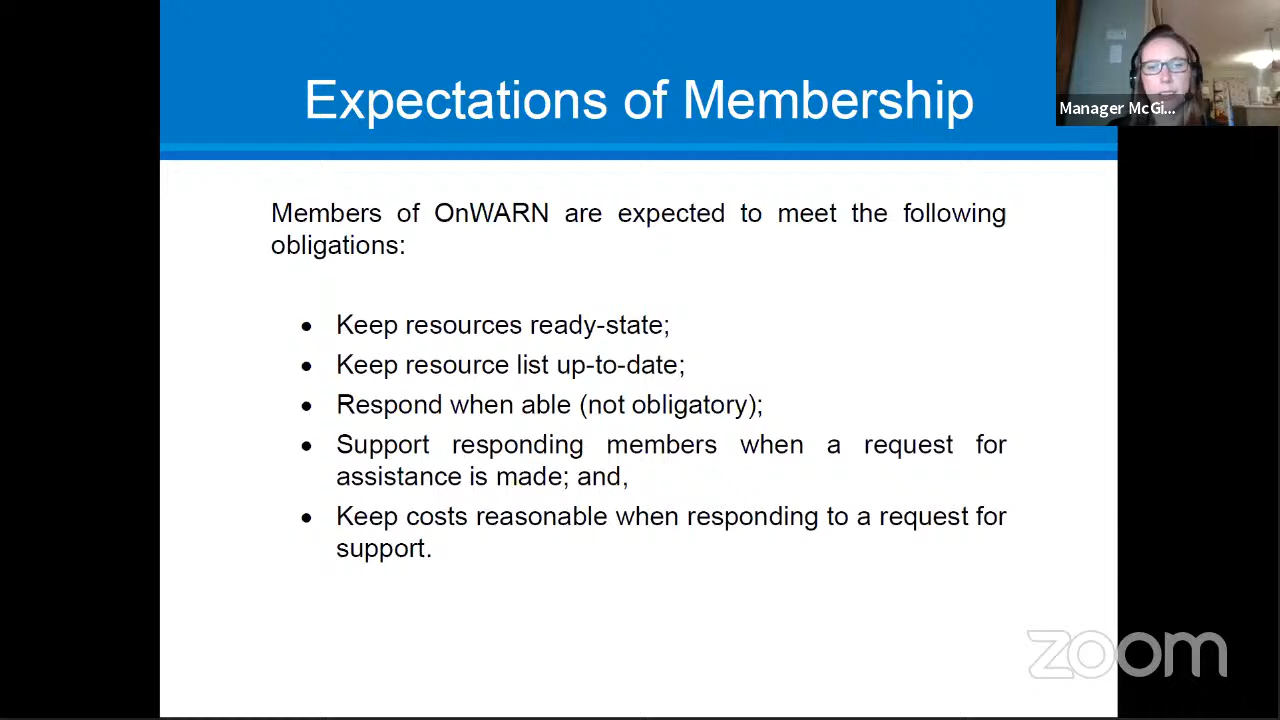 Expectations of Membership
Manager McGi...
Members of OnWARN are expected to meet the following
obligations:
• Keep resources ready-state;
• Keep resource list up-to-date;
• Respond when able (not obligatory);
• Support responding members when a request for
assistance is made; and,
• Keep costs reasonable when responding to a request for
support.
zoom